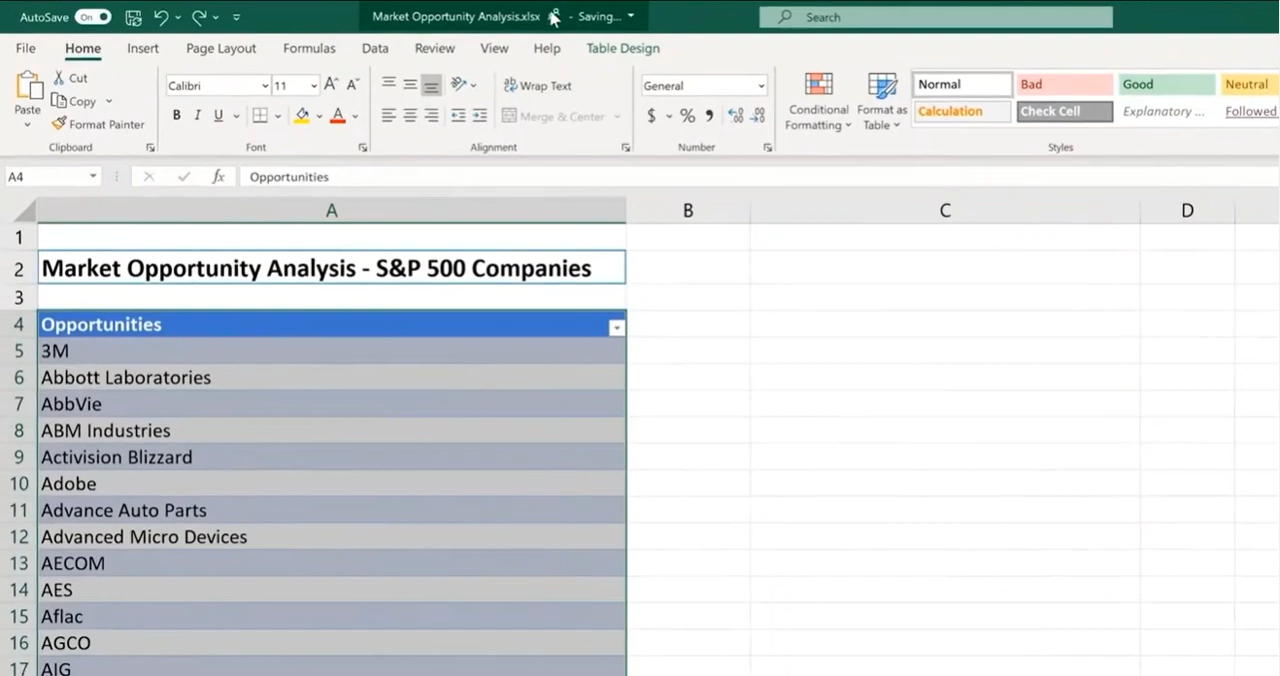 AutoSave On Market Opportunity Analysis.xlsx - Saving... Search
File Home Insert Page Layout Formulas Data Review View Help Table Design
Paste Cut Copy Format Painter
Calibri 11 A A
B I U A
Wrap Text
Merge & Center
General
$ % ,
Conditional Formatting
Format as Table
Normal Bad Good Neutral
Calculation Check Cell Explanatory ... Followed
Clipboard Font Alignment Number Styles
A4 fx Opportunities
A B C D
1
2 Market Opportunity Analysis - S&P 500 Companies
3
4 Opportunities
5 3M
6 Abbott Laboratories
7 AbbVie
8 ABM Industries
9 Activision Blizzard
10 Adobe
11 Advance Auto Parts
12 Advanced Micro Devices
13 AECOM
14 AES
15 Aflac
16 AGCO
17 AIG